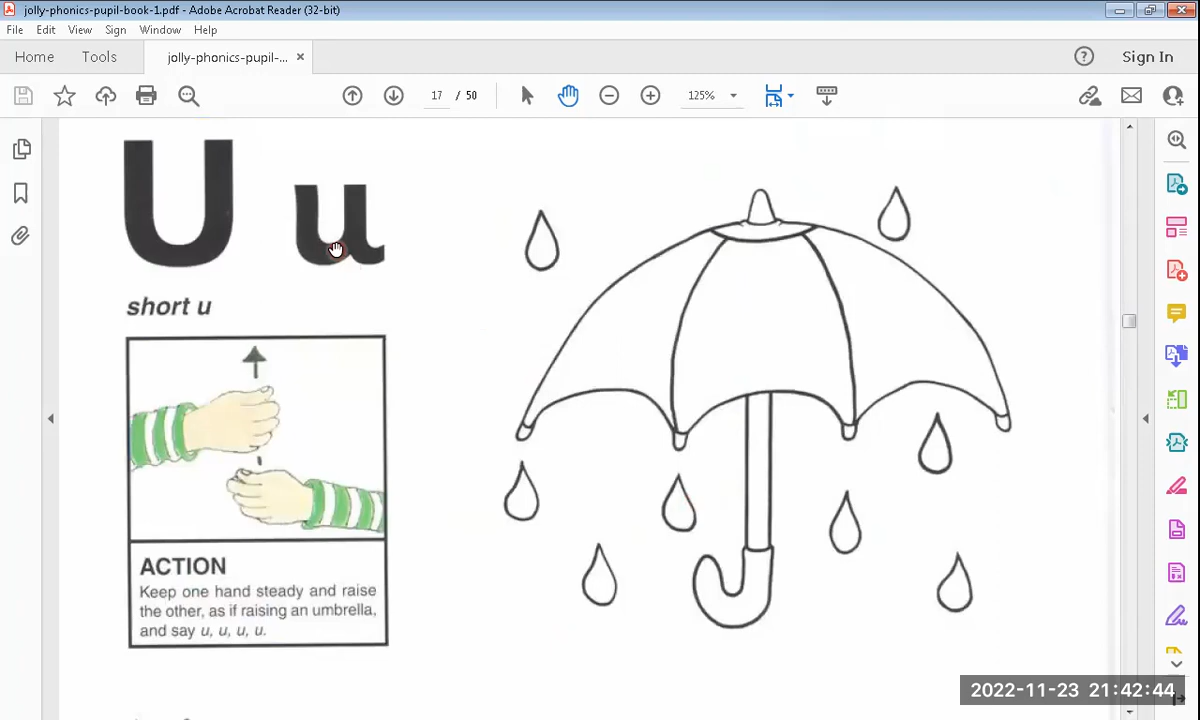 jolly-phonics-pupil-book-1.pdf - Adobe Acrobat Reader (32-bit)
File Edit View Sign Window Help
Home Tools jolly-phonics-pupil-... × Sign In
17 / 50 125%
U u
short u
ACTION
Keep one hand steady and raise
the other, as if raising an umbrella,
and say u, u, u, u.
2022-11-23 21:42:44